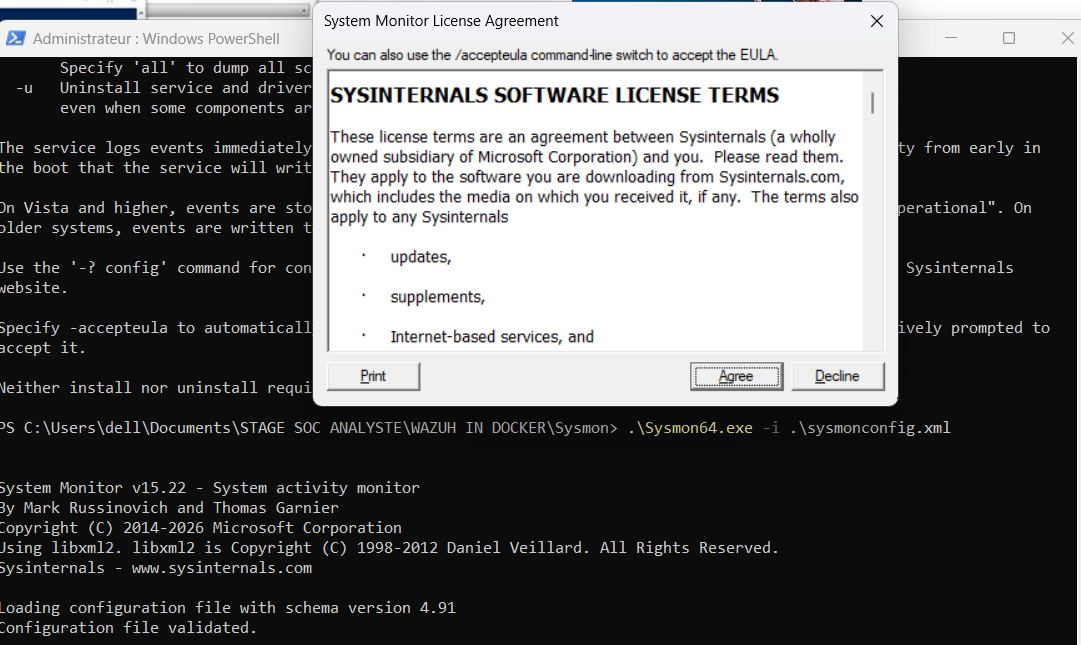 System Monitor License Agreement
You can also use the /accepteula command-line switch to accept the EULA.
SYSINTERNALS SOFTWARE LICENSE TERMS
These license terms are an agreement between Sysinternals (a wholly
owned subsidiary of Microsoft Corporation) and you.  Please read them.
They apply to the software you are downloading from Sysinternals.com,
which includes the media on which you received it, if any.  The terms also
apply to any Sysinternals
· updates,
· supplements,
· Internet-based services, and
Print
Agree
Decline
Administrateur : Windows PowerShell
Specify 'all' to dump all sc
-u   Uninstall service and driver
even when some components ar
The service logs events immediately ty from early in
the boot that the service will writ
On Vista and higher, events are sto perational". On
older systems, events are written t
Use the '-? config' command for con Sysinternals
website.
Specify -accepteula to automaticall ively prompted to
accept it.
Neither install nor uninstall requi
PS C:\Users\dell\Documents\STAGE SOC ANALYSTE\WAZUH IN DOCKER\Sysmon> .\Sysmon64.exe -i .\sysmonconfig.xml
System Monitor v15.22 - System activity monitor
By Mark Russinovich and Thomas Garnier
Copyright (C) 2014-2026 Microsoft Corporation
Using libxml2. libxml2 is Copyright (C) 1998-2012 Daniel Veillard. All Rights Reserved.
Sysinternals - www.sysinternals.com
Loading configuration file with schema version 4.91
Configuration file validated.